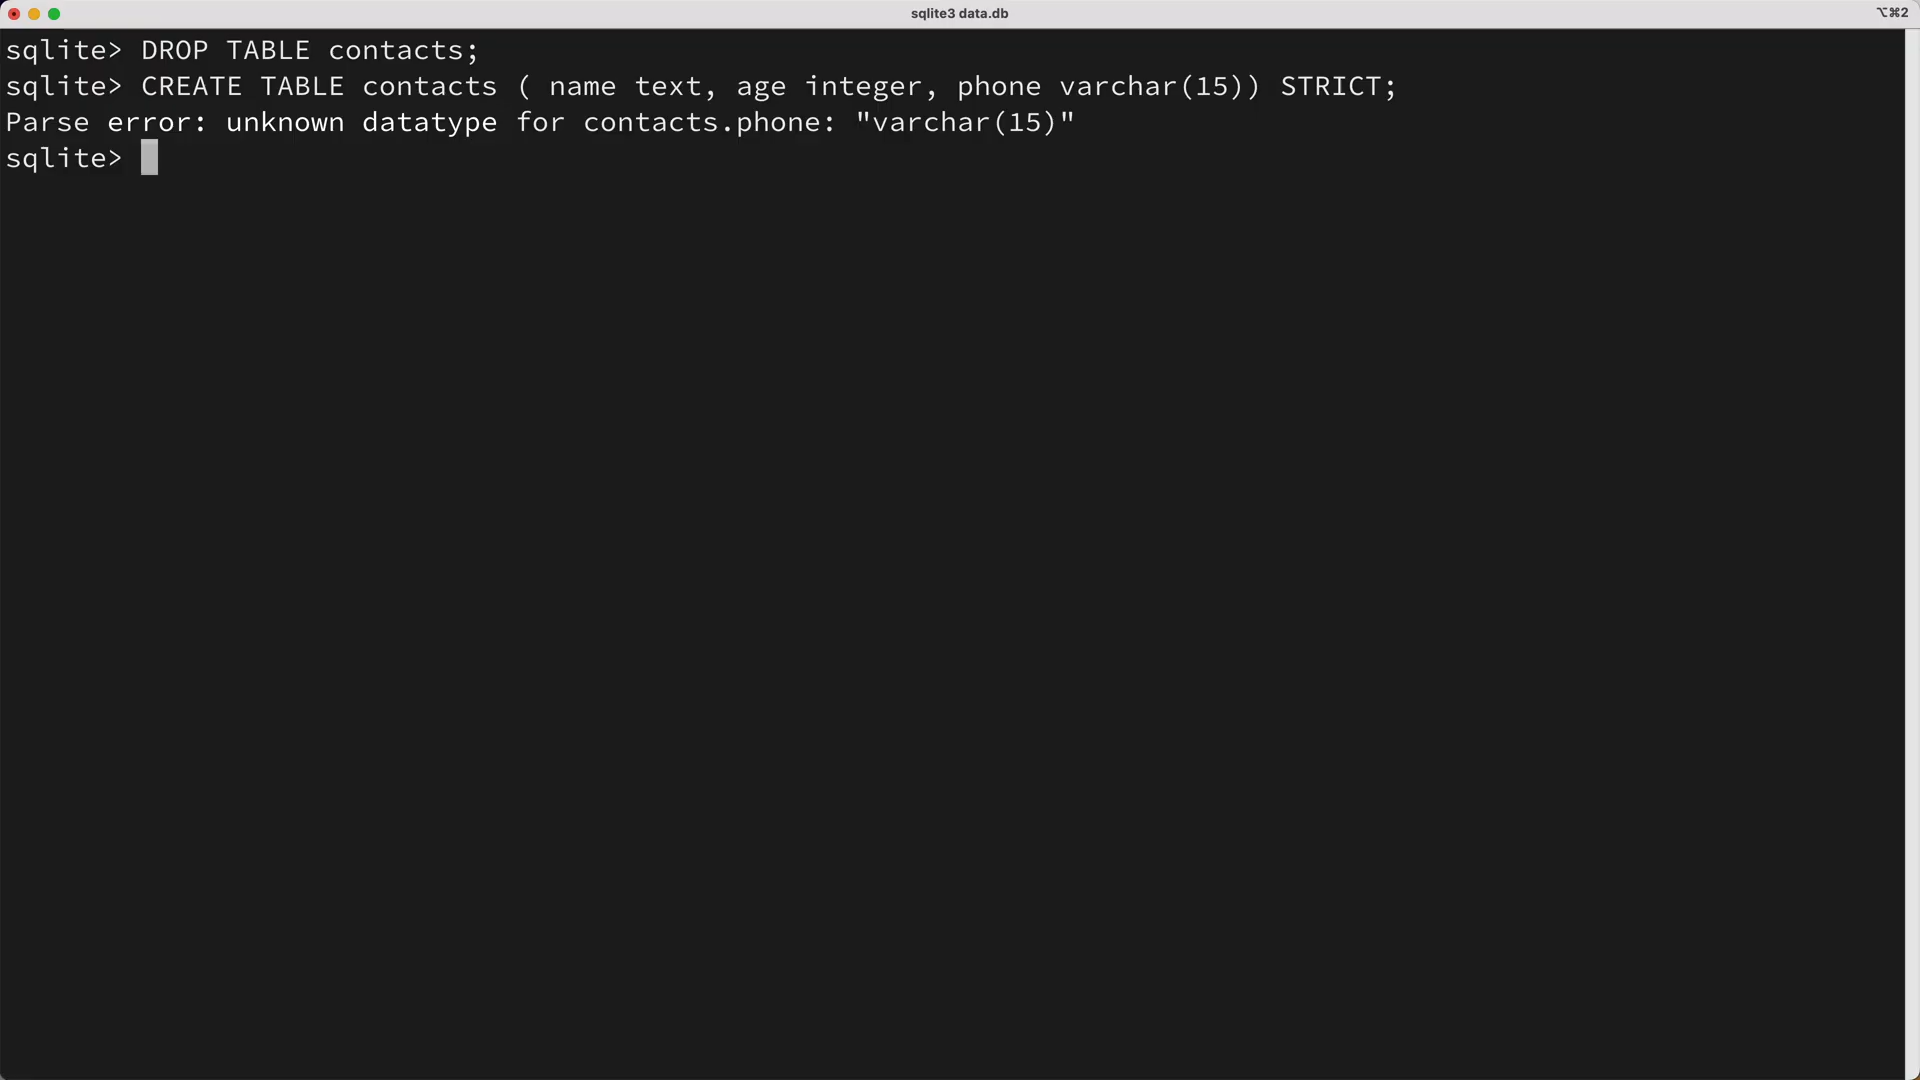 sqlite3 data.db
⌥⌘2
sqlite> DROP TABLE contacts;
sqlite> CREATE TABLE contacts ( name text, age integer, phone varchar(15)) STRICT;
Parse error: unknown datatype for contacts.phone: "varchar(15)"
sqlite>